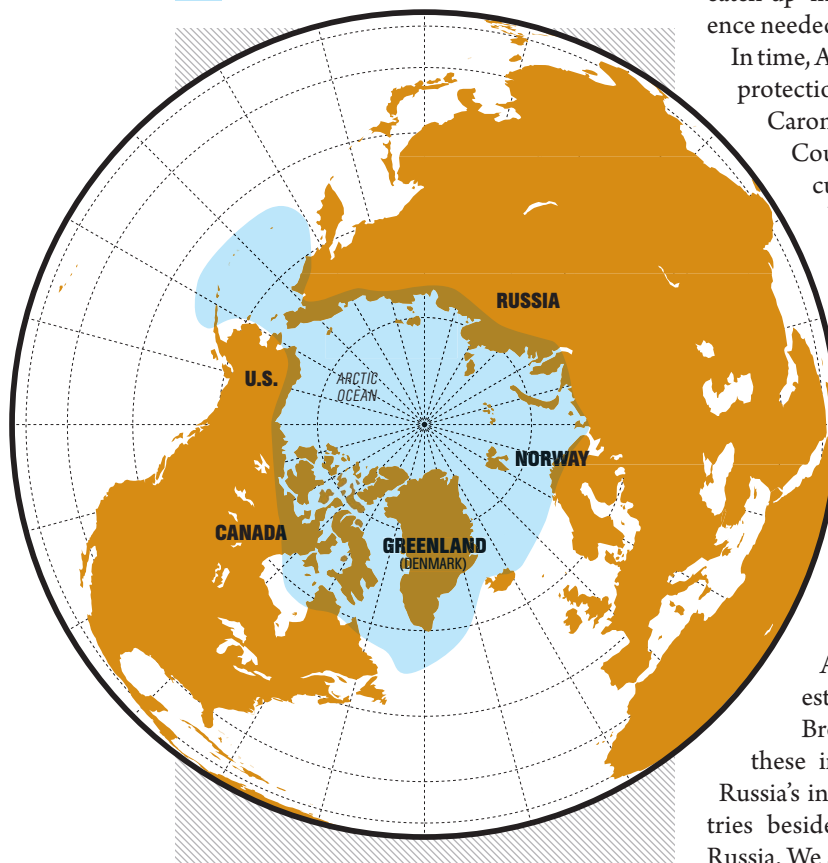 ence needed
In time, A
protectio
Caron
Cou
cu
RUSSIA
U.S.
ARCTIC
OCEAN
NORWAY
CANADA
GREENLAND
(DENMARK)
A
est
Bre
these in
Russia's in
tries beside
Russia. We